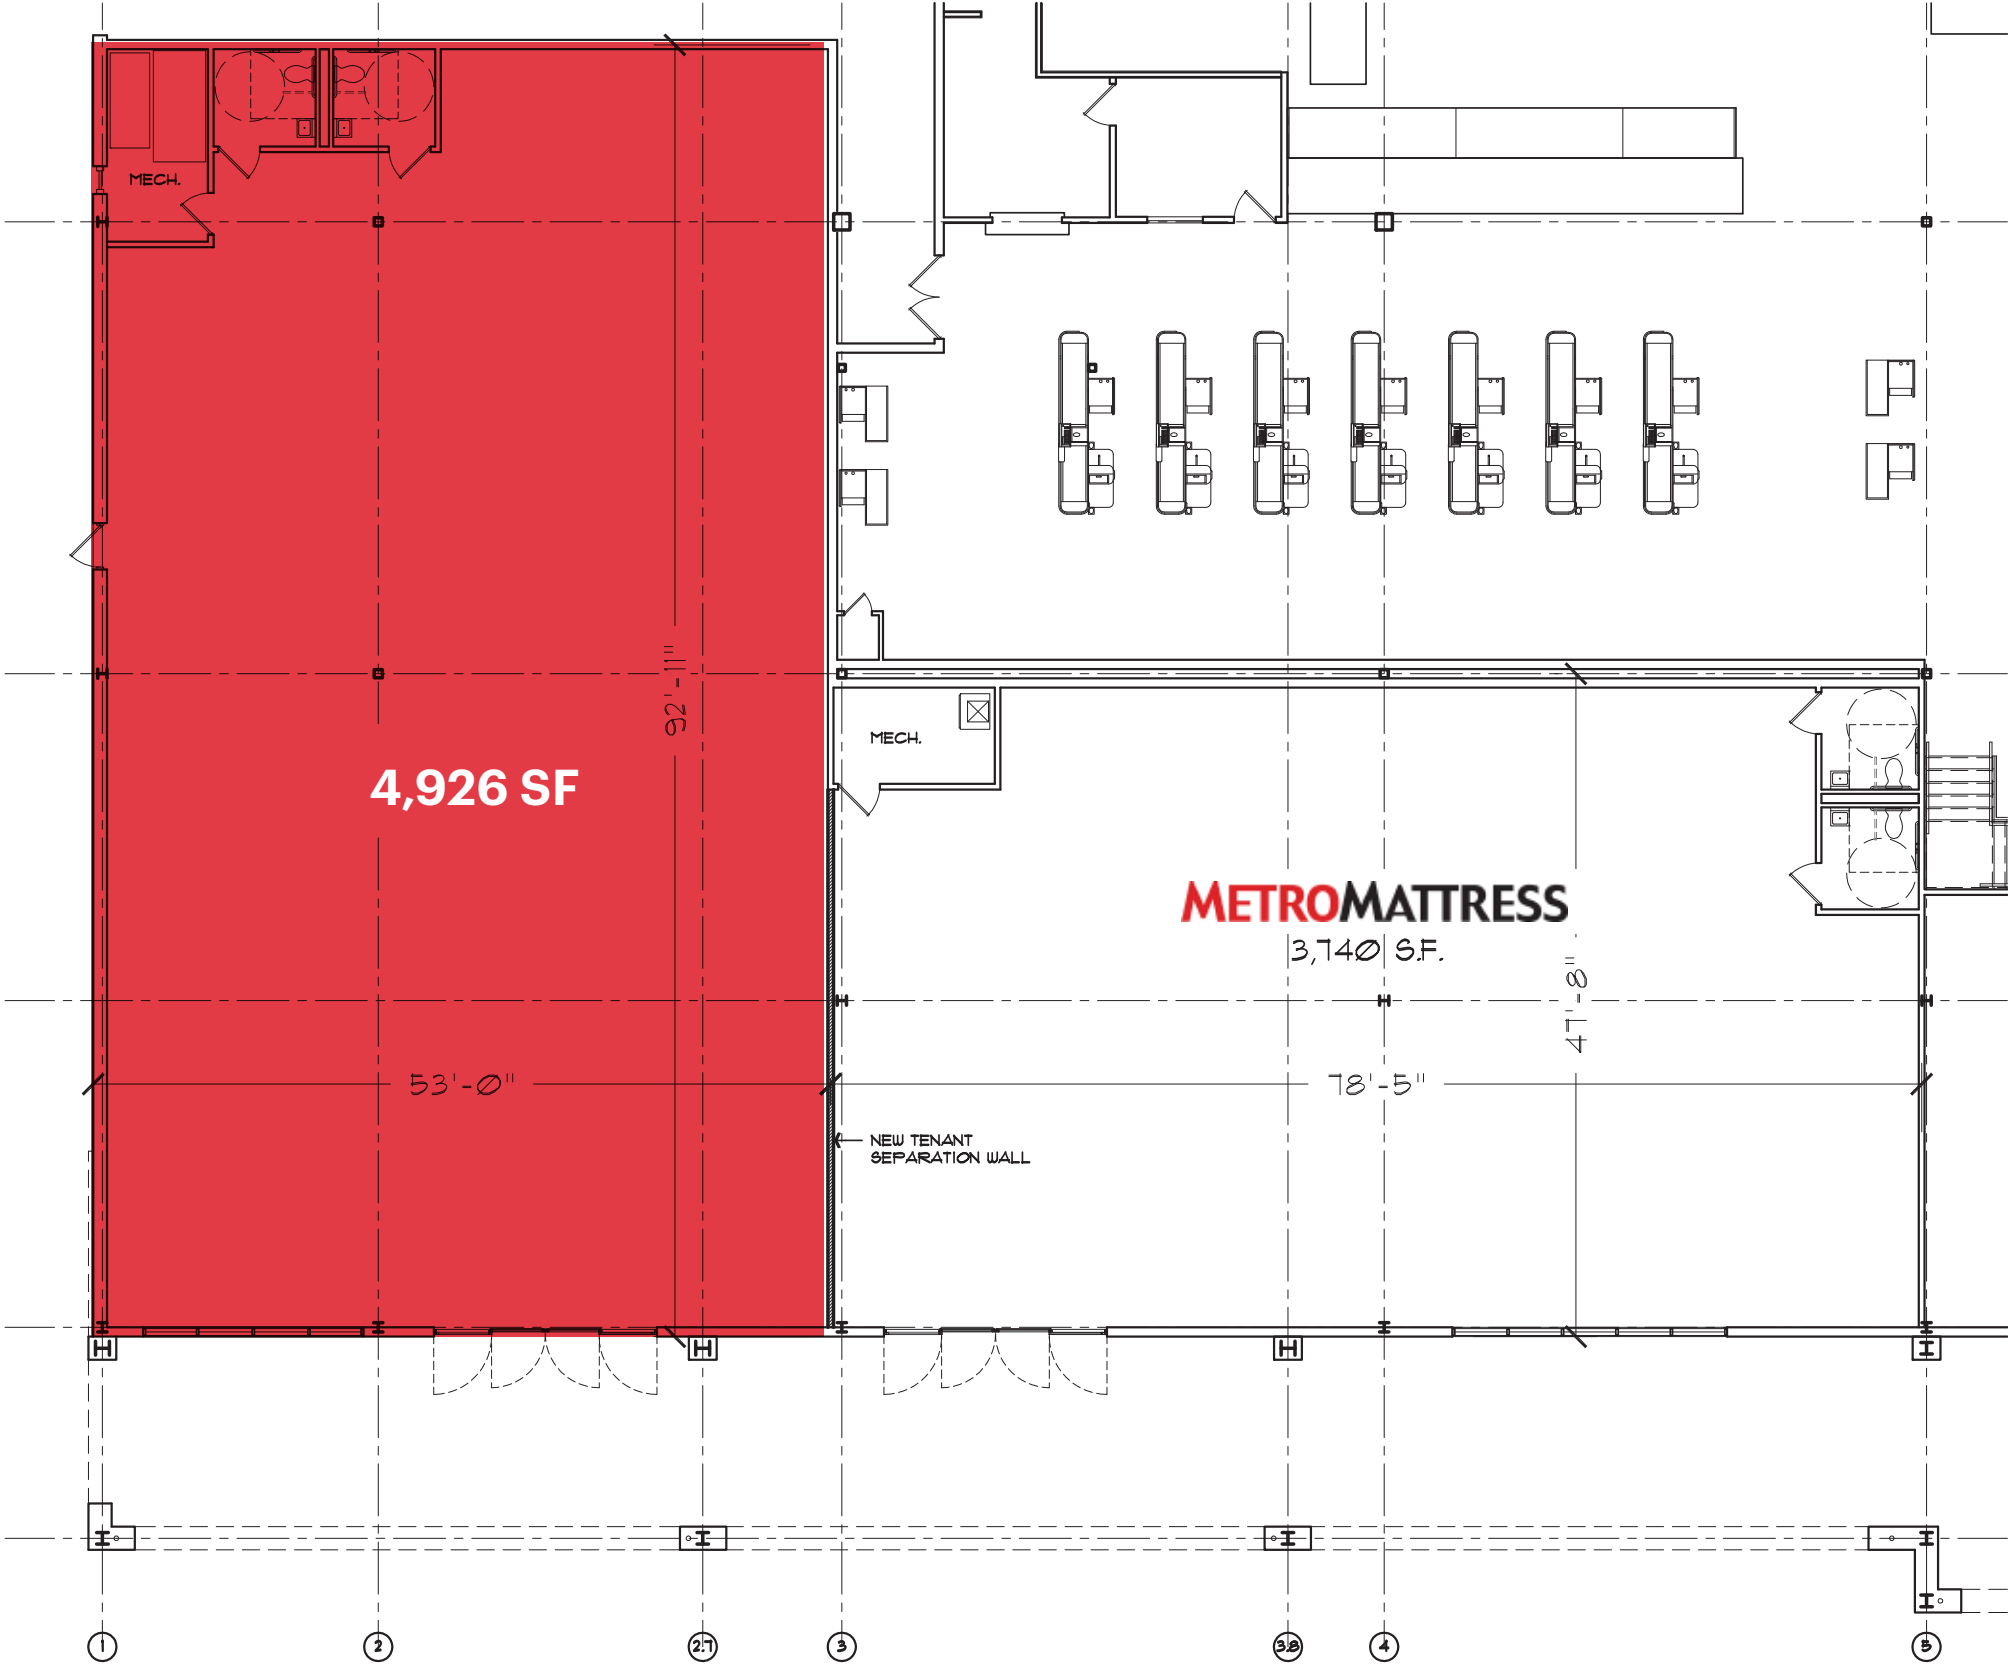 MECH.
92'-11"
4,926 SF
MECH.
METROMATTRESS
3,740 S.F.
47'-8"
53'-0"
78'-5"
NEW TENANT
SEPARATION WALL
1
2
2.7
3
3.8
4
5